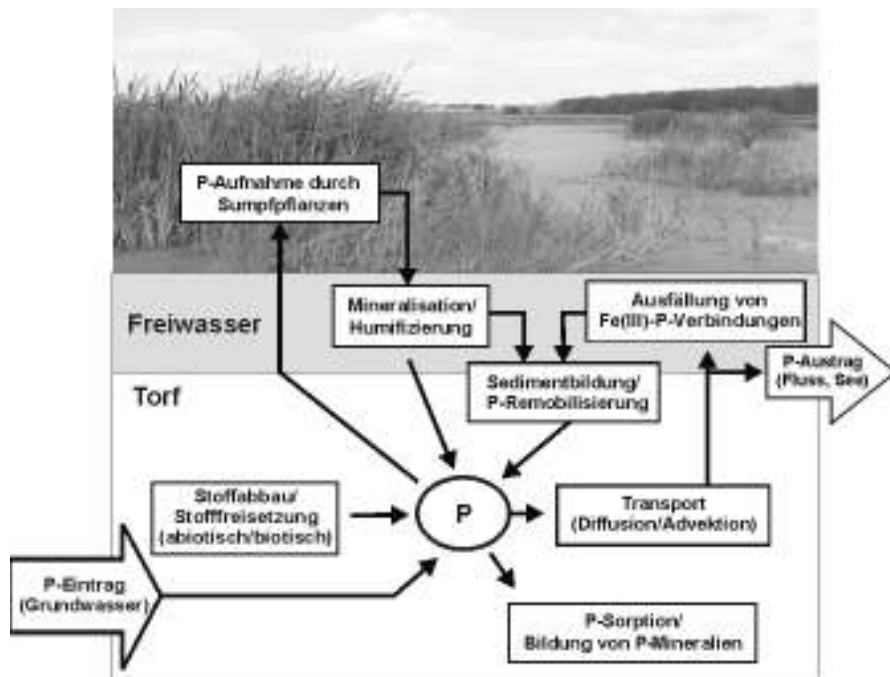 P-Aufnahme durch
Sumpfpflanzen
Freiwasser
Mineralisation/
Humifizierung
Ausfällung von
Fe(III)-P-Verbindungen
P-Austrag
(Fluss, See)
Sedimentbildung/
P-Remobilisierung
Torf
Stoffabbau/
Stofffreisetzung
(abiotisch/biotisch)
P
Transport
(Diffusion/Advektion)
P-Eintrag
(Grundwasser)
P-Sorption/
Bildung von P-Mineralien